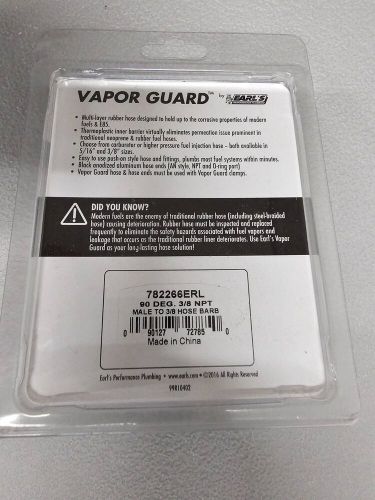 VAPOR GUARD™ by EARL'S
• Multi-layer rubber hose designed to hold up to the corrosive properties of modern
fuels & E85.
• Thermoplastic inner barrier virtually eliminates permeation issue prominent in
traditional neoprene & rubber fuel hoses.
• Choose from carburetor or higher pressure fuel injection hose - both available in
5/16" and 3/8" sizes.
• Easy to use push-on style hose and fittings, plumbs most fuel systems within minutes.
• Black anodized aluminum hose ends (AN style, NPT and O-ring port)
• Vapor Guard hose & hose ends must be used with Vapor Guard clamps.
DID YOU KNOW?
Modern fuels are the enemy of traditional rubber hose (including steel-braided
hose) causing deterioration. Rubber hose must be inspected and replaced
frequently to eliminate the safety hazards associated with fuel vapors and
leakage that occurs as the traditional rubber liner deteriorates. Use Earl's Vapor
Guard as your long-lasting hose solution!
782266ERL
90 DEG. 3/8 NPT
MALE TO 3/8 HOSE BARB
0 90127 72785 0
Made in China
Earl's Performance Plumbing • www.earls.com • ©2016 All Rights Reserved
99R10402